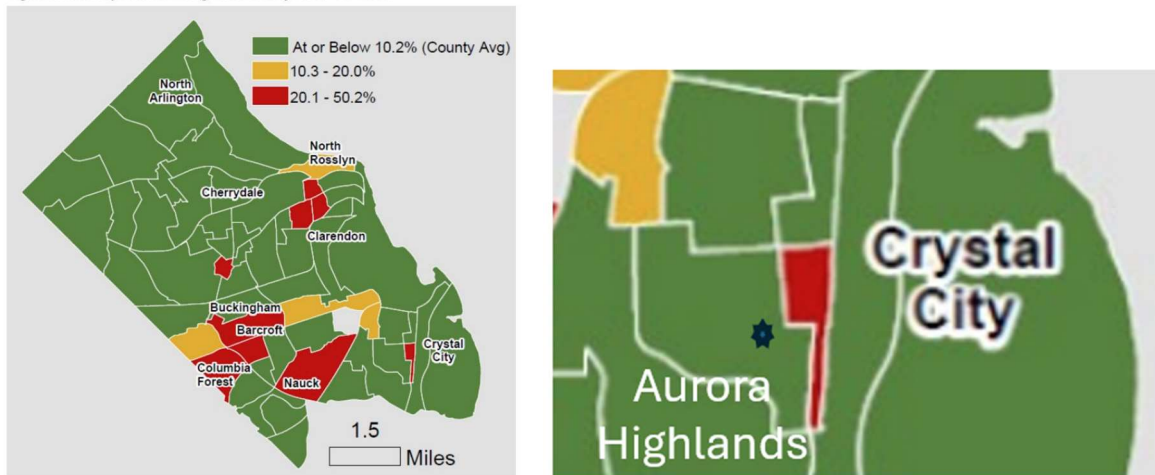 At or Below 10.2% (County Avg)
10.3 - 20.0%
20.1 - 50.2%
North
Arlington
North
Rosslyn
Cherrydale
Clarendon
Buckingham
Barcroft
Columbia
Forest
Nauck
Crystal
City
1.5
Miles
Crystal
City
Aurora
Highlands